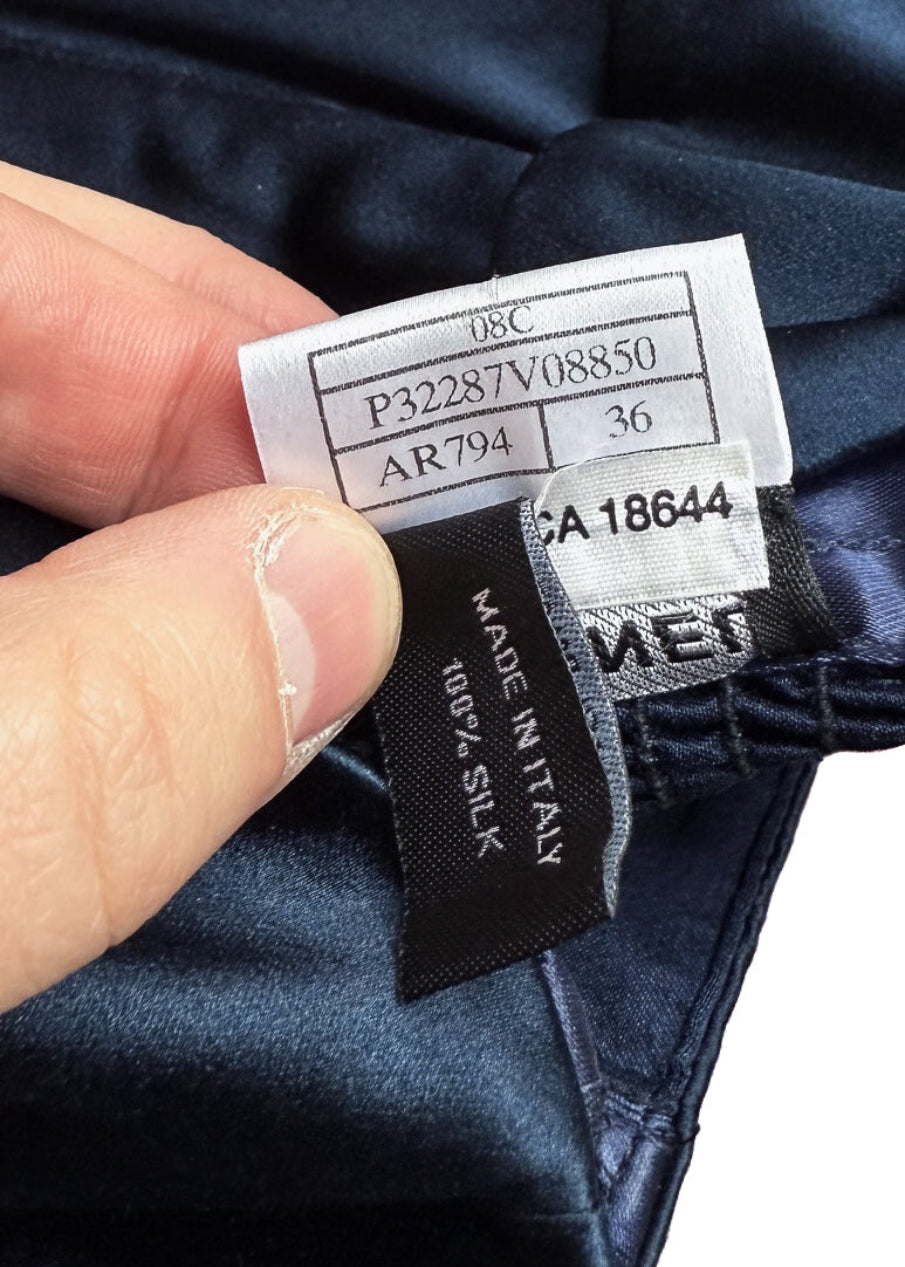 08C
P32287V08850
AR794 36
CA 18644
MADE IN ITALY
100% SILK